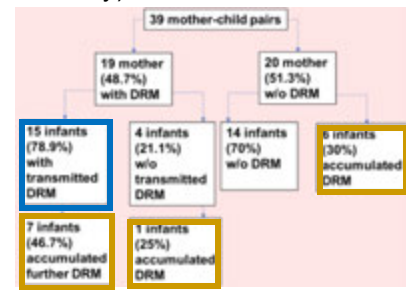 39 mother-child pairs
19 mother
(48.7%)
with DRM
20 mother
(51.3%)
w/o DRM
15 infants
(78.9%)
with
transmitted
DRM
4 infants
(21.1%)
w/o
transmitted
DRM
14 infants
(70%)
w/o DRM
6 infants
(30%)
accumulated
DRM
7 infants
(46.7%)
accumulated
further DRM
1 infants
(25%)
accumulated
DRM